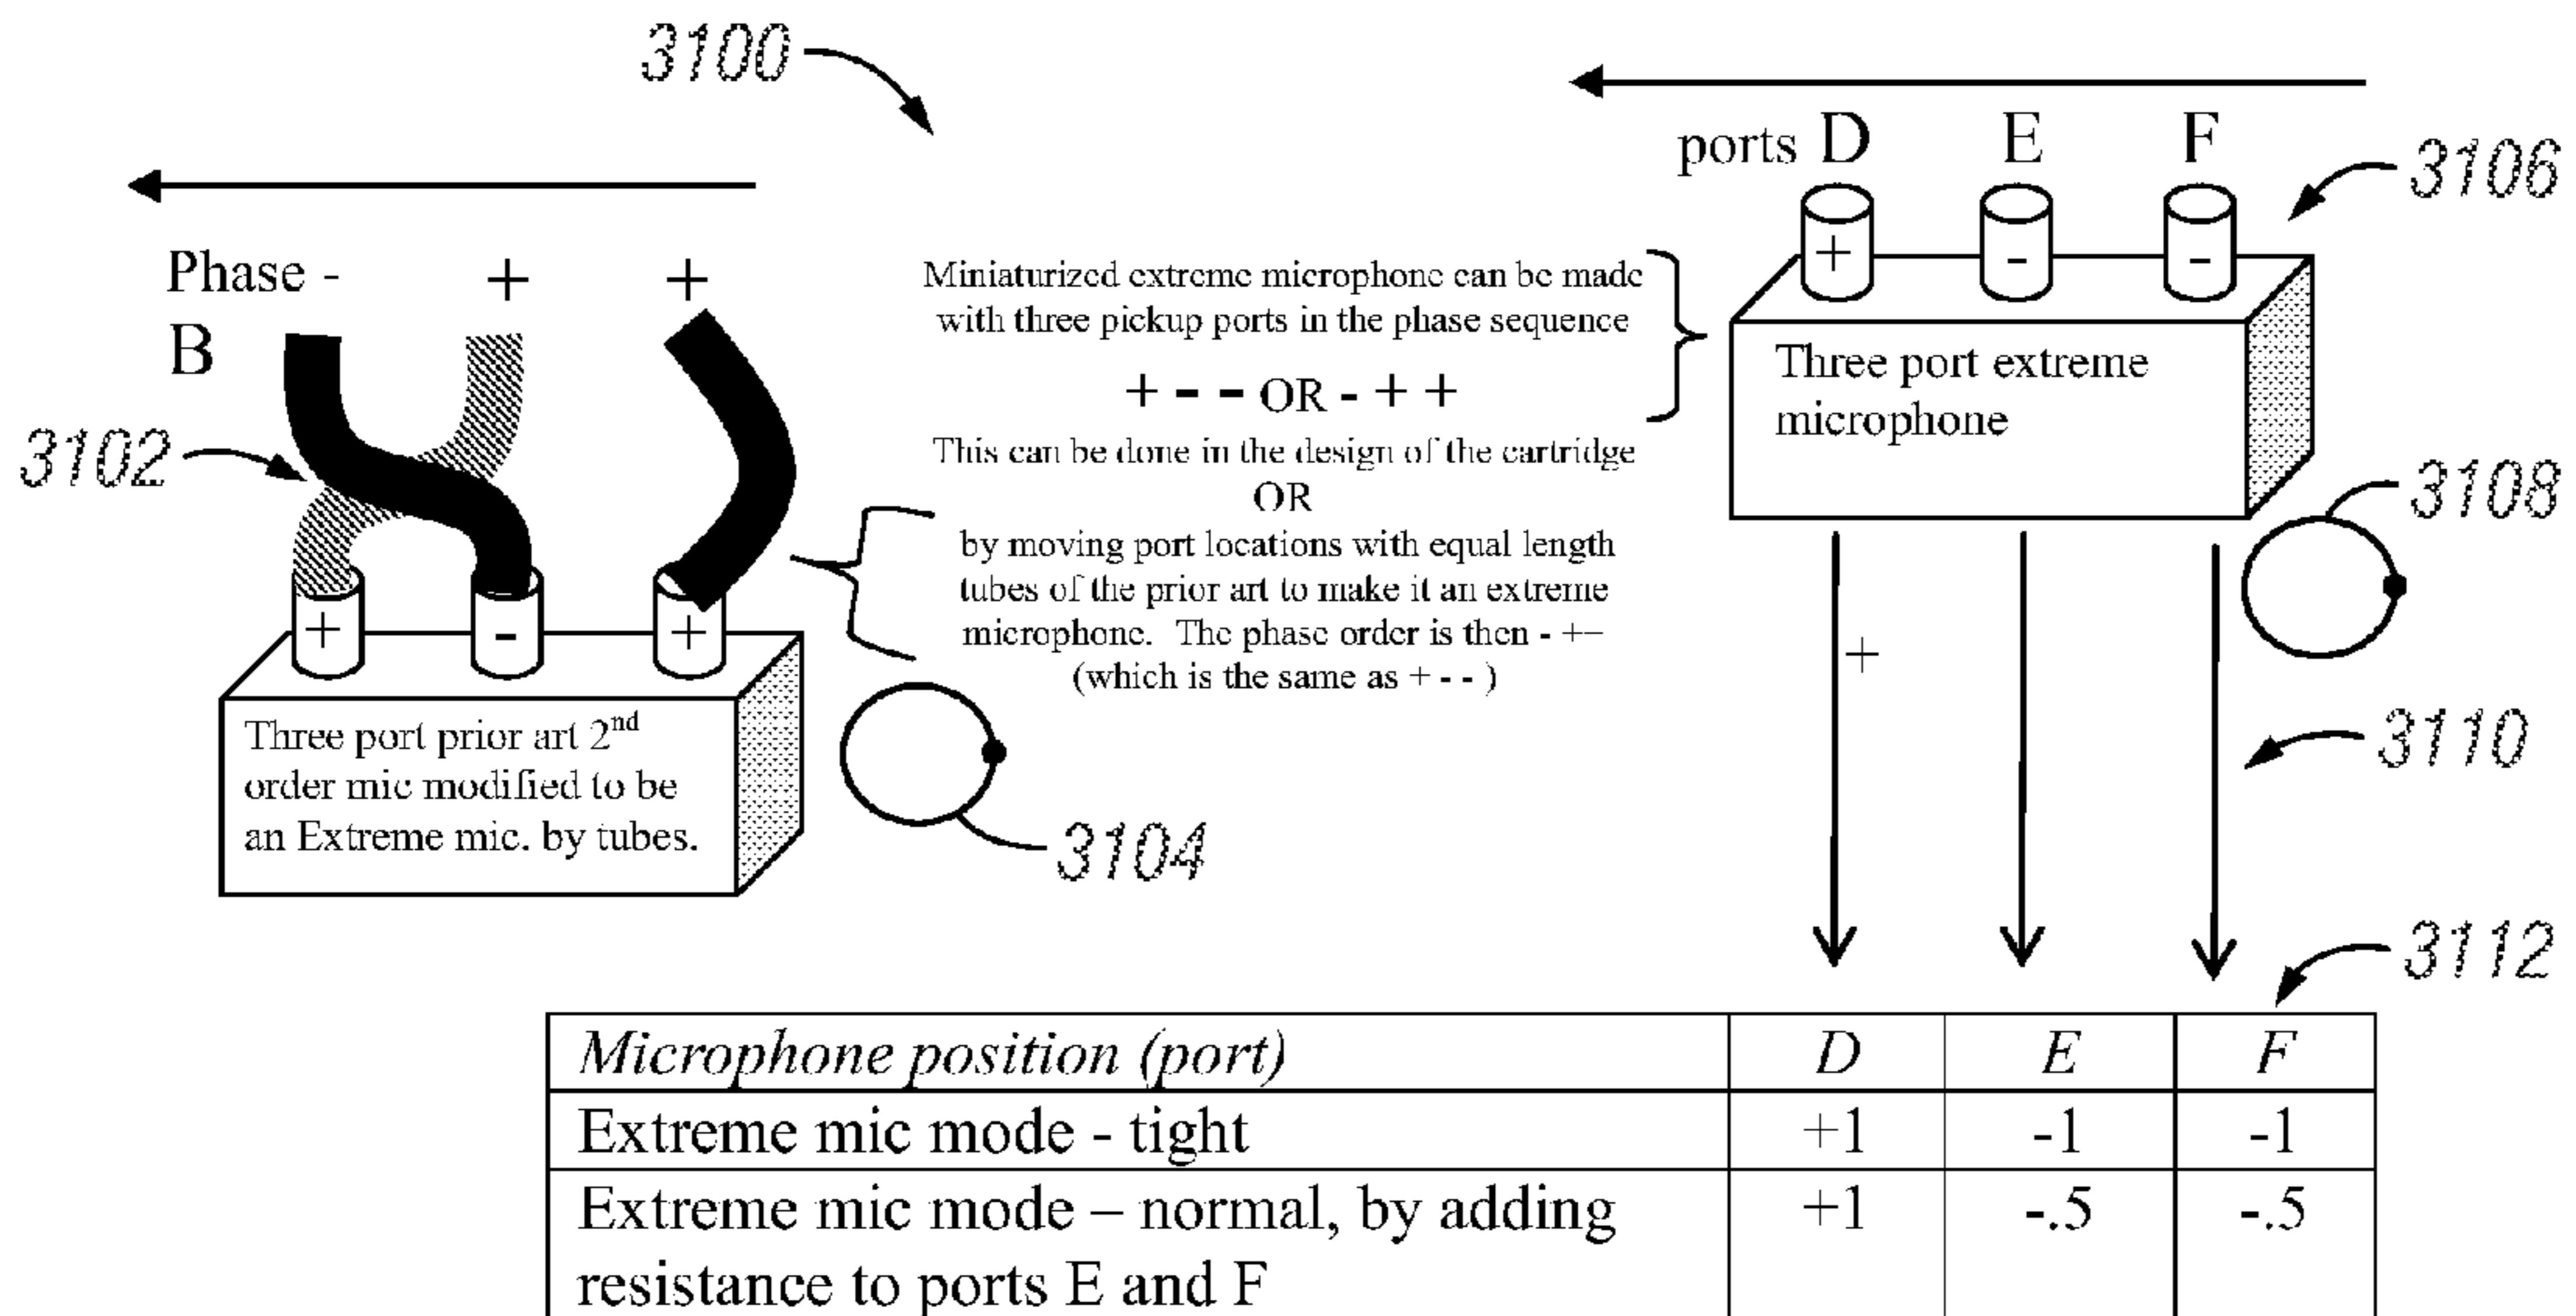 3100
Phase - + +
B
3102
+ - +
Three port prior art 2nd
order mic modified to be
an Extreme mic. by tubes.
3104
Miniaturized extreme microphone can be made
with three pickup ports in the phase sequence
+ - - OR - + +
This can be done in the design of the cartridge
OR
by moving port locations with equal length
tubes of the prior art to make it an extreme
microphone. The phase order is then - +–
(which is the same as + - - )
ports D E F
3106
+ - -
Three port extreme
microphone
3108
+
3110
3112
Microphone position (port) D E F
Extreme mic mode - tight +1 -1 -1
Extreme mic mode – normal, by adding +1 -.5 -.5
resistance to ports E and F